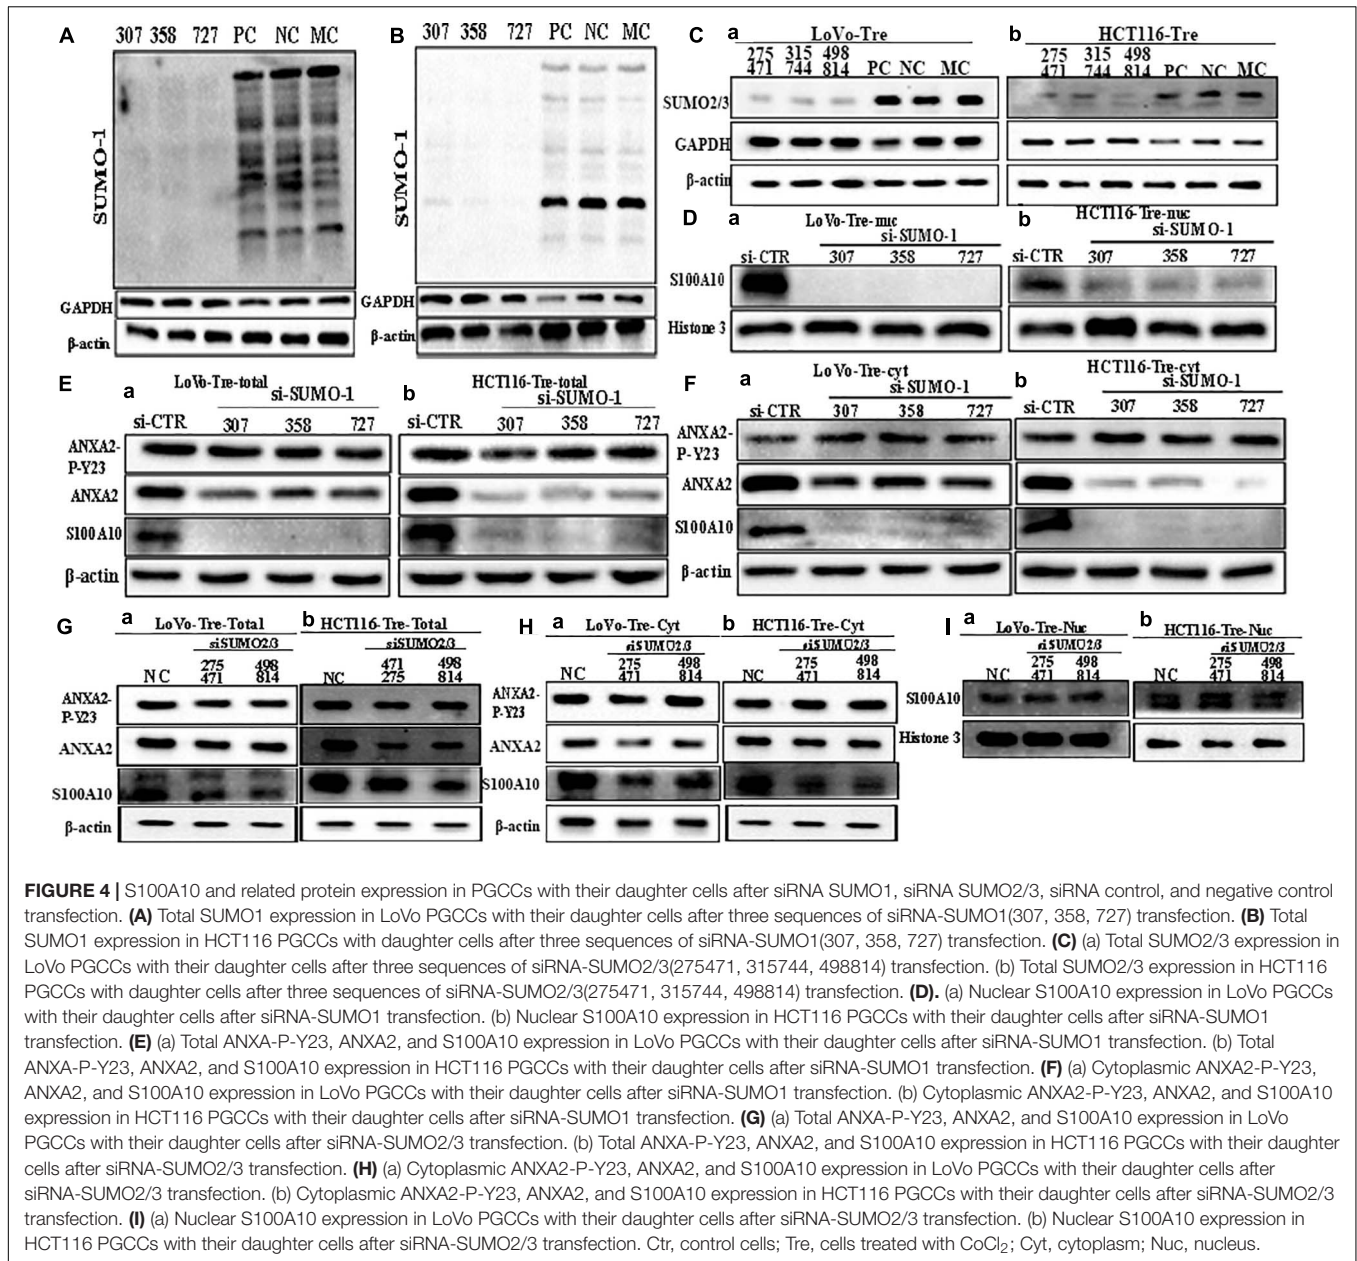 A 307 358 727 PC NC MC
SUMO-1
GAPDH
β-actin
B 307 358 727 PC NC MC
SUMO-1
GAPDH
β-actin
C a LoVo-Tre b HCT116-Tre
275 315 498 275 315 498
471 744 814 PC NC MC 471 744 814 PC NC MC
SUMO2/3
GAPDH
β-actin
D a LoVo-Tre-nuc b HCT116-Tre-nuc
si-SUMO-1 si-SUMO-1
si-CTR 307 358 727 si-CTR 307 358 727
S100A10
Histone 3
E a LoVo-Tre-total b HCT116-Tre-total
si-SUMO-1 si-SUMO-1
si-CTR 307 358 727 si-CTR 307 358 727
ANXA2-
P-Y23
ANXA2
S100A10
β-actin
F a LoVo-Tre-cyt b HCT116-Tre-cyt
si-SUMO-1 si-SUMO-1
si-CTR 307 358 727 si-CTR 307 358 727
ANXA2-
P-Y23
ANXA2
S100A10
β-actin
G a LoVo-Tre-Total b HCT116-Tre-Total
siSUMO2/3 siSUMO2/3
275 498 471 498
NC 471 814 NC 275 814
ANXA2-
P-Y23
ANXA2
S100A10
β-actin
H a LoVo-Tre-Cyt b HCT116-Tre-Cyt
siSUMO2/3 siSUMO2/3
275 498 275 498
NC 471 814 NC 471 814
ANXA2-
P-Y23
ANXA2
S100A10
β-actin
I a LoVo-Tre-Nuc b HCT116-Tre-Nuc
siSUMO2/3 siSUMO2/3
275 498 275 498
NC 471 814 NC 471 814
S100A10
Histone 3
FIGURE 4 | S100A10 and related protein expression in PGCCs with their daughter cells after siRNA SUMO1, siRNA SUMO2/3, siRNA control, and negative control
transfection. (A) Total SUMO1 expression in LoVo PGCCs with their daughter cells after three sequences of siRNA-SUMO1(307, 358, 727) transfection. (B) Total
SUMO1 expression in HCT116 PGCCs with daughter cells after three sequences of siRNA-SUMO1(307, 358, 727) transfection. (C) (a) Total SUMO2/3 expression in
LoVo PGCCs with their daughter cells after three sequences of siRNA-SUMO2/3(275471, 315744, 498814) transfection. (b) Total SUMO2/3 expression in HCT116
PGCCs with daughter cells after three sequences of siRNA-SUMO2/3(275471, 315744, 498814) transfection. (D). (a) Nuclear S100A10 expression in LoVo PGCCs
with their daughter cells after siRNA-SUMO1 transfection. (b) Nuclear S100A10 expression in HCT116 PGCCs with their daughter cells after siRNA-SUMO1
transfection. (E) (a) Total ANXA-P-Y23, ANXA2, and S100A10 expression in LoVo PGCCs with their daughter cells after siRNA-SUMO1 transfection. (b) Total
ANXA-P-Y23, ANXA2, and S100A10 expression in HCT116 PGCCs with their daughter cells after siRNA-SUMO1 transfection. (F) (a) Cytoplasmic ANXA2-P-Y23,
ANXA2, and S100A10 expression in LoVo PGCCs with their daughter cells after siRNA-SUMO1 transfection. (b) Cytoplasmic ANXA2-P-Y23, ANXA2, and S100A10
expression in HCT116 PGCCs with their daughter cells after siRNA-SUMO1 transfection. (G) (a) Total ANXA-P-Y23, ANXA2, and S100A10 expression in LoVo
PGCCs with their daughter cells after siRNA-SUMO2/3 transfection. (b) Total ANXA-P-Y23, ANXA2, and S100A10 expression in HCT116 PGCCs with their daughter
cells after siRNA-SUMO2/3 transfection. (H) (a) Cytoplasmic ANXA2-P-Y23, ANXA2, and S100A10 expression in LoVo PGCCs with their daughter cells after
siRNA-SUMO2/3 transfection. (b) Cytoplasmic ANXA2-P-Y23, ANXA2, and S100A10 expression in HCT116 PGCCs with their daughter cells after siRNA-SUMO2/3
transfection. (I) (a) Nuclear S100A10 expression in LoVo PGCCs with their daughter cells after siRNA-SUMO2/3 transfection. (b) Nuclear S100A10 expression in
HCT116 PGCCs with their daughter cells after siRNA-SUMO2/3 transfection. Ctr, control cells; Tre, cells treated with CoCl₂; Cyt, cytoplasm; Nuc, nucleus.